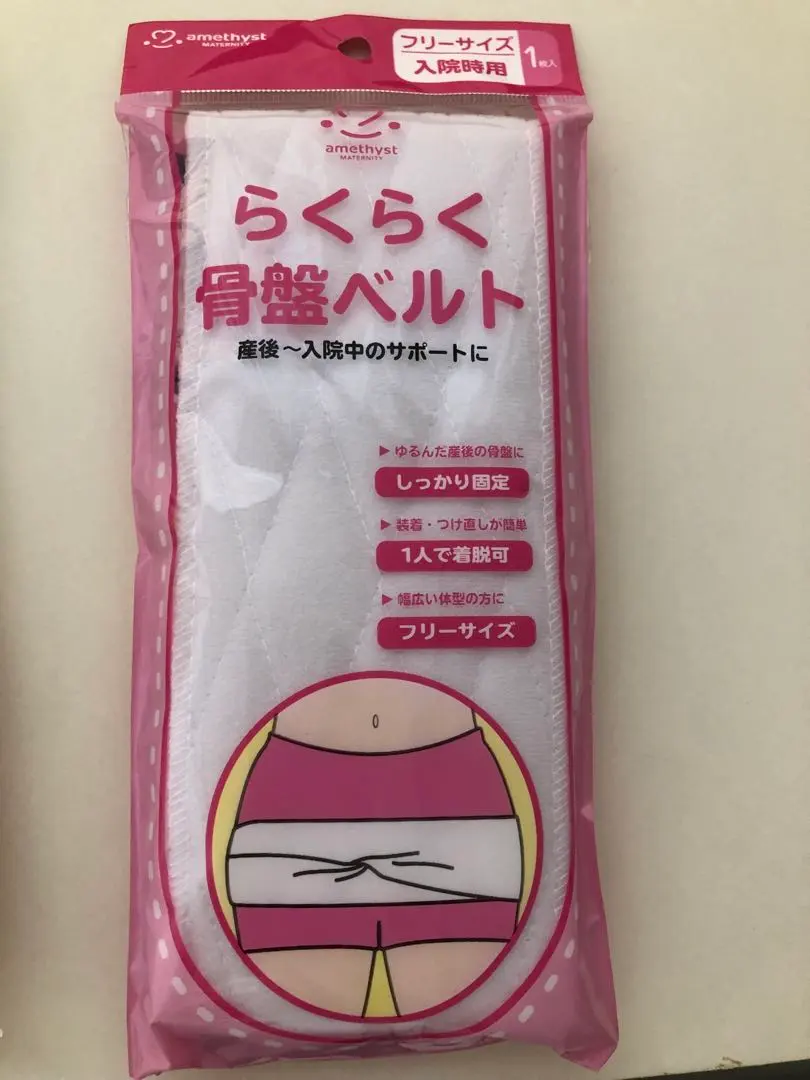 amethyst
MATERNITY
フリーサイズ
入院時用
1枚入
amethyst
MATERNITY
らくらく
骨盤ベルト
産後～入院中のサポートに
▶ ゆるんだ産後の骨盤に
しっかり固定
▶ 装着・つけ直しが簡単
1人で着脱可
▶ 幅広い体型の方に
フリーサイズ